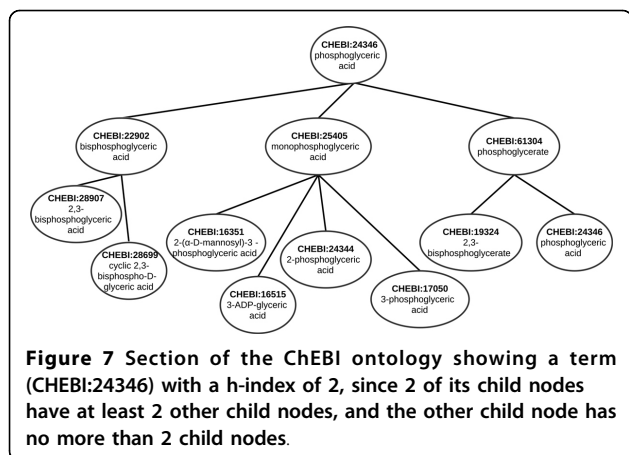 CHEBI:24346
phosphoglyceric
acid
CHEBI:22902
bisphosphoglyceric
acid
CHEBI:25405
monophosphoglyceric
acid
CHEBI:61304
phosphoglycerate
CHEBI:28907
2,3-
bisphosphoglyceric
acid
CHEBI:28699
cyclic 2,3-
bisphospho-D-
glyceric acid
CHEBI:16351
2-(α-D-mannosyl)-3 -
phosphoglyceric acid
CHEBI:16515
3-ADP-glyceric
acid
CHEBI:24344
2-phosphoglyceric
acid
CHEBI:17050
3-phosphoglyceric
acid
CHEBI:19324
2,3-
bisphosphoglycerate
CHEBI:24346
phosphoglyceric
acid
Figure 7 Section of the ChEBI ontology showing a term
(CHEBI:24346) with a h-index of 2, since 2 of its child nodes
have at least 2 other child nodes, and the other child node has
no more than 2 child nodes.